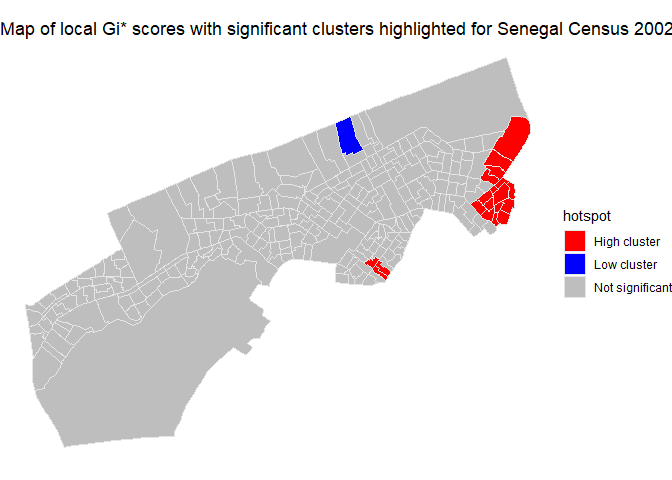 Map of local Gi* scores with significant clusters highlighted for Senegal Census 2002
hotspot
High cluster
Low cluster
Not significant